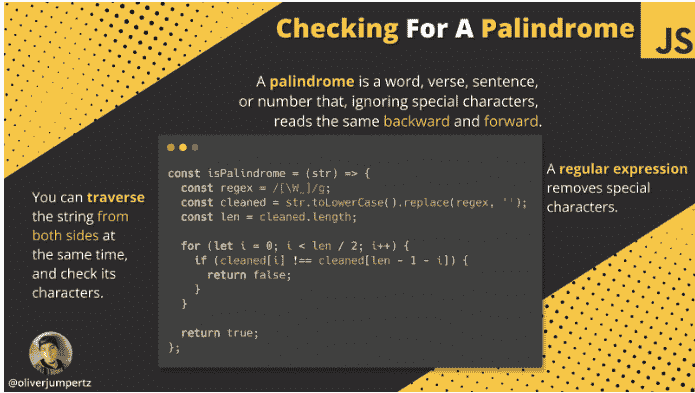 Checking For A Palindrome
JS
A palindrome is a word, verse, sentence,
or number that, ignoring special characters,
reads the same backward and forward.
const isPalindrome = (str) => {
const regex = /[\W_]/g;
const cleaned = str.toLowerCase().replace(regex, '');
const len = cleaned.length;
for (let i = 0; i < len / 2; i++) {
if (cleaned[i] !== cleaned[len - 1 - i]) {
return false;
}
}
return true;
};
You can traverse
the string from
both sides at
the same time,
and check its
characters.
A regular expression
removes special
characters.
@oliverjumpertz